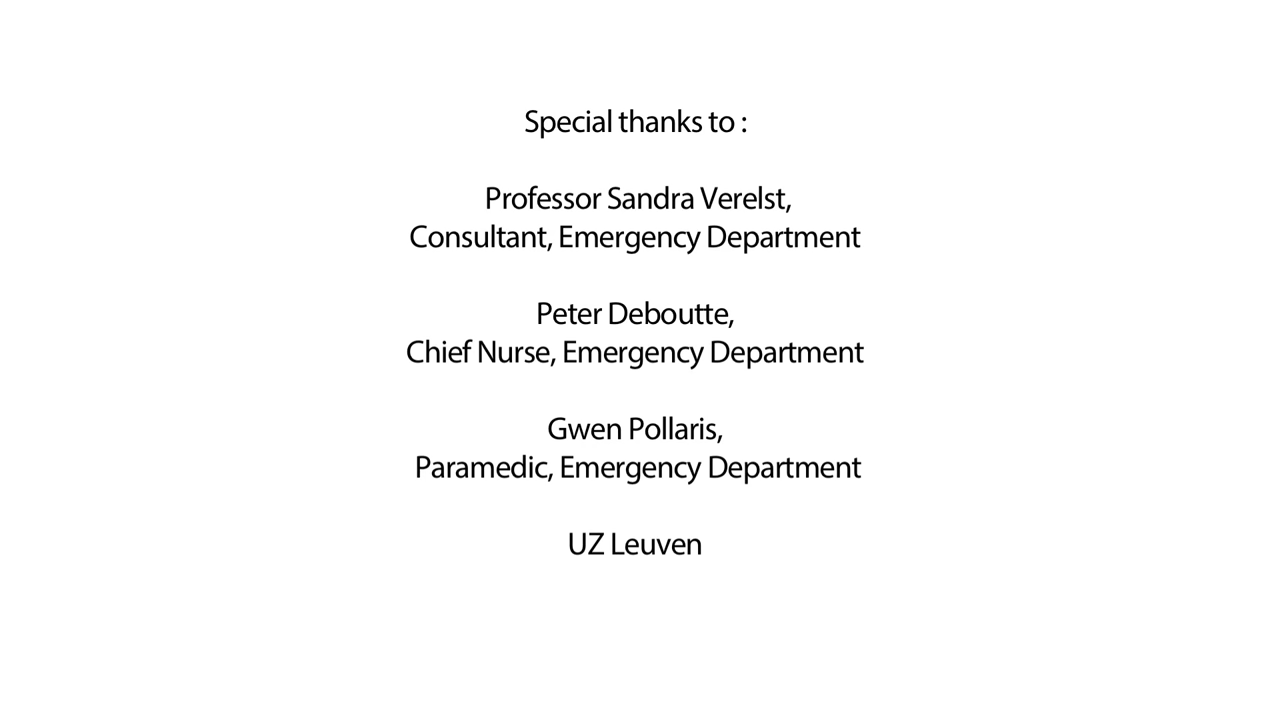 Special thanks to :
Professor Sandra Verelst,
Consultant, Emergency Department
Peter Deboutte,
Chief Nurse, Emergency Department
Gwen Pollaris,
Paramedic, Emergency Department
UZ Leuven